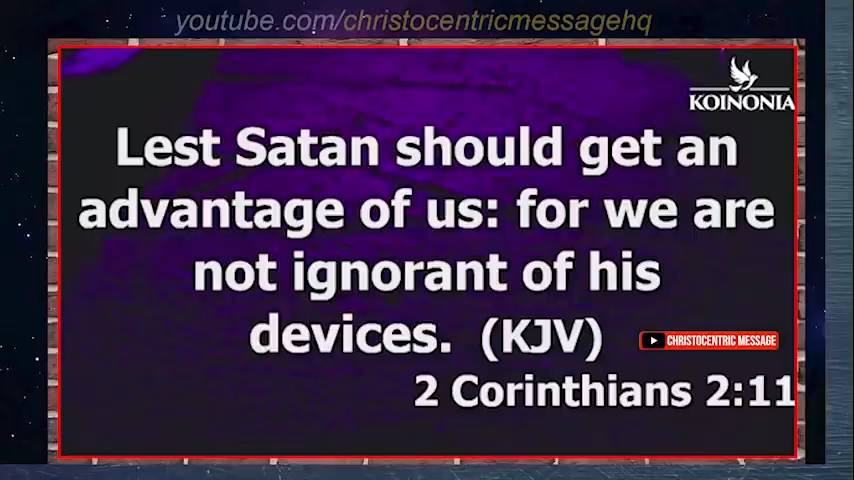 youtube.com/christocentricmessagehq
KOINONIA
Lest Satan should get an
advantage of us: for we are
not ignorant of his
devices. (KJV)
CHRISTOCENTRIC MESSAGE
2 Corinthians 2:11